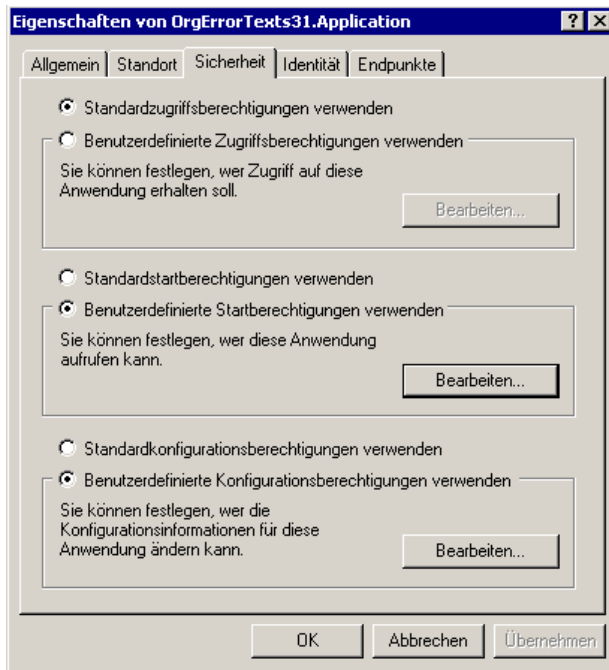 Eigenschaften von OrgErrorTexts31.Application
Allgemein Standort Sicherheit Identität Endpunkte
Standardzugriffsberechtigungen verwenden
Benutzerdefinierte Zugriffsberechtigungen verwenden
Sie können festlegen, wer Zugriff auf diese
Anwendung erhalten soll.
Bearbeiten...
Standardstartberechtigungen verwenden
Benutzerdefinierte Startberechtigungen verwenden
Sie können festlegen, wer diese Anwendung
aufrufen kann.
Bearbeiten...
Standardkonfigurationsberechtigungen verwenden
Benutzerdefinierte Konfigurationsberechtigungen verwenden
Sie können festlegen, wer die
Konfigurationsinformationen für diese
Anwendung ändern kann.
Bearbeiten...
OK Abbrechen Übernehmen